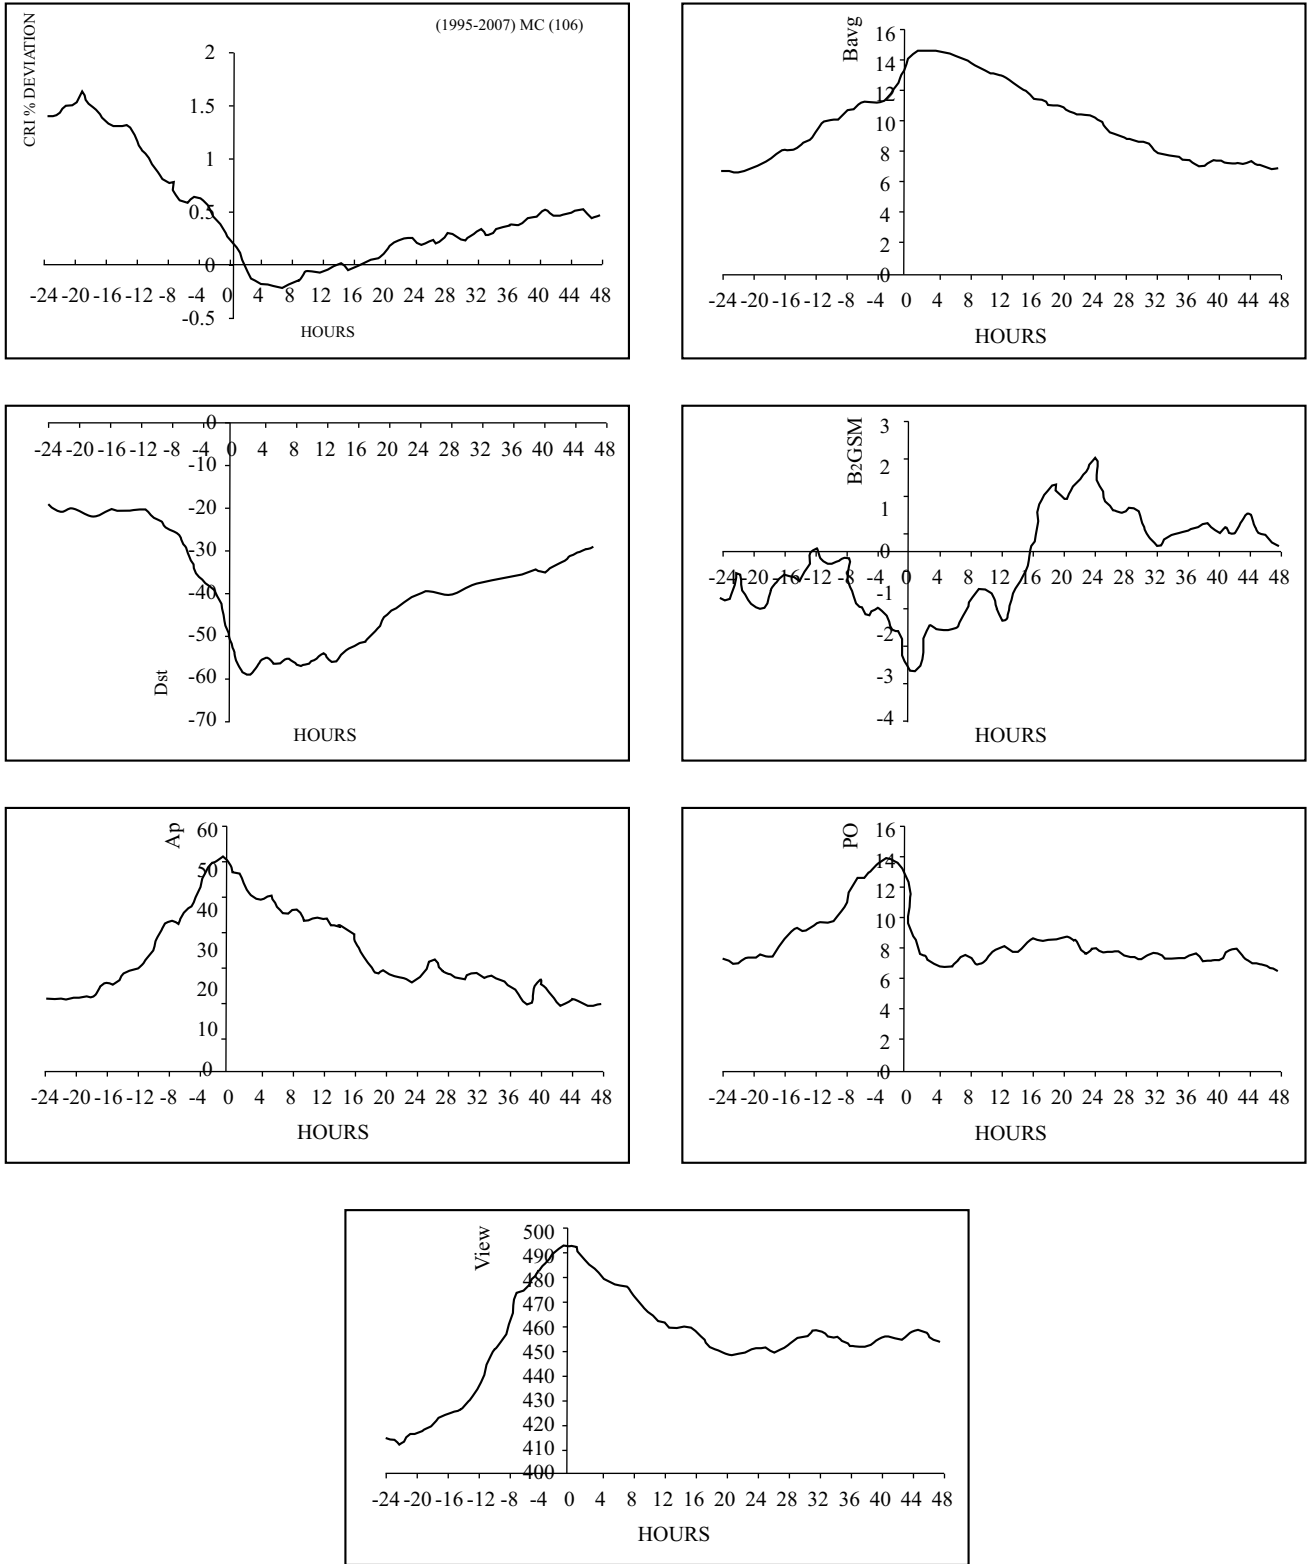 (1995-2007) MC (106)
CRI % DEVIATION
2
1.5
1
0.5
0
-0.5
-24 -20 -16 -12 -8 -4 0 4 8 12 16 20 24 28 32 36 40 44 48
HOURS
Bavg
16
14
12
10
8
6
4
2
0
-24 -20 -16 -12 -8 -4 0 4 8 12 16 20 24 28 32 36 40 44 48
HOURS
0
-24 -20 -16 -12 -8 -4 0 4 8 12 16 20 24 28 32 36 40 44 48
-10
-20
-30
-40
-50
-60
-70
Dst
HOURS
B2GSM
3
2
1
0
-24 -20 -16 -12 -8 -4 0 4 8 12 16 20 24 28 32 36 40 44 48
-1
-2
-3
-4
HOURS
Ap
60
50
40
30
20
10
0
-24 -20 -16 -12 -8 -4 0 4 8 12 16 20 24 28 32 36 40 44 48
HOURS
PO
16
14
12
10
8
6
4
2
0
-24 -20 -16 -12 -8 -4 0 4 8 12 16 20 24 28 32 36 40 44 48
HOURS
View
500
490
480
470
460
450
440
430
420
410
400
-24 -20 -16 -12 -8 -4 0 4 8 12 16 20 24 28 32 36 40 44 48
HOURS